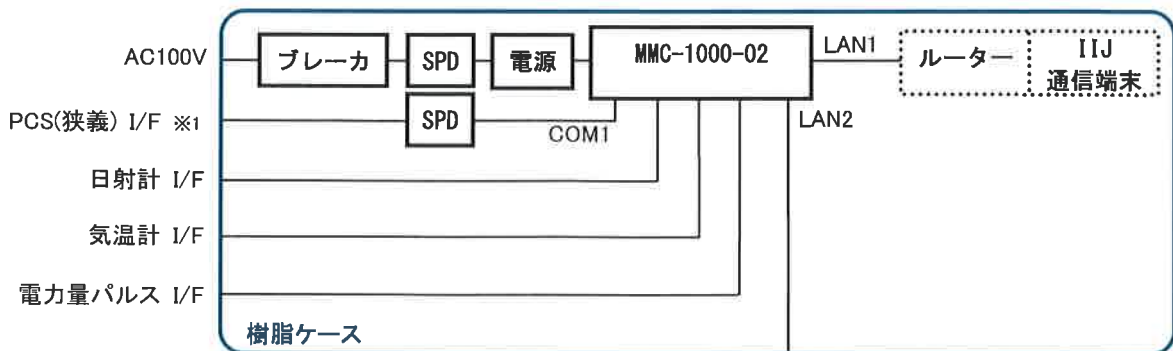 AC100V
ブレーカ
SPD
電源
MMC-1000-02
LAN1
ルーター
IIJ
通信端末
PCS(狭義) I/F ※1
SPD
COM1
LAN2
日射計 I/F
気温計 I/F
電力量パルス I/F
樹脂ケース